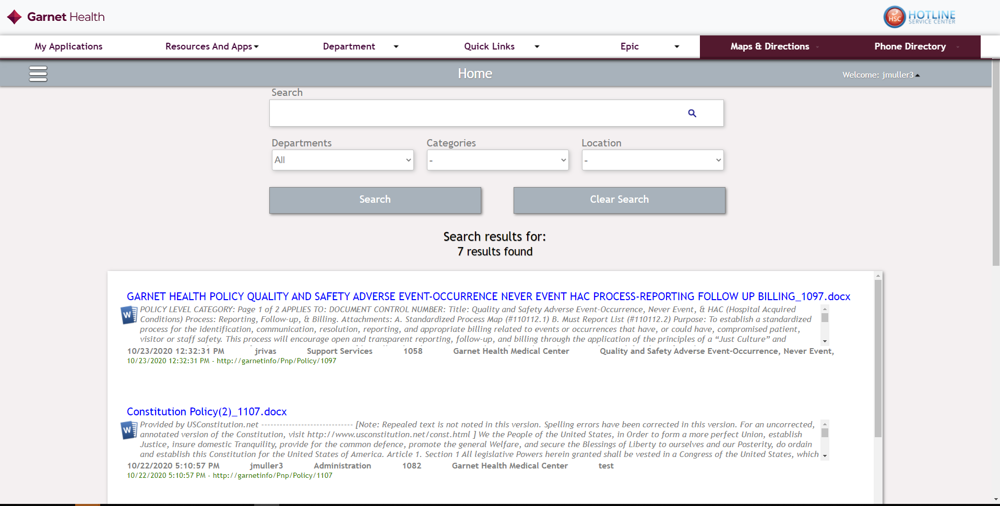 Garnet Health
HSC HOTLINE
SERVICE CENTER
My Applications Resources And Apps Department Quick Links Epic Maps & Directions Phone Directory
Home
Welcome: jmuller3
Search
Departments Categories Location
All - -
Search Clear Search
Search results for:
7 results found
GARNET HEALTH POLICY QUALITY AND SAFETY ADVERSE EVENT-OCCURRENCE NEVER EVENT HAC PROCESS-REPORTING FOLLOW UP BILLING_1097.docx
W POLICY LEVEL CATEGORY: Page 1 of 2 APPLIES TO: DOCUMENT CONTROL NUMBER: Title: Quality and Safety Adverse Event-Occurrence, Never Event, & HAC (Hospital Acquired
Conditions) Process: Reporting, Follow-up, & Billing. Attachments: A. Standardized Process Map (#110112.1) B. Must Report List (#110112.2) Purpose: To establish a standardized
process for the identification, communication, resolution, reporting, and appropriate billing related to events or occurrences that have, or could have, compromised patient,
visitor or staff safety. This process will encourage open and transparent reporting, follow-up, and billing through the application of the principles of a “Just Culture” and
10/23/2020 12:32:31 PM jrivas Support Services 1058 Garnet Health Medical Center Quality and Safety Adverse Event-Occurrence, Never Event,
10/23/2020 12:32:31 PM - http://garnetinfo/Pnp/Policy/1097
Constitution Policy(2)_1107.docx
W Provided by USConstitution.net ------------------------------ [Note: Repealed text is not noted in this version. Spelling errors have been corrected in this version. For an uncorrected,
annotated version of the Constitution, visit http://www.usconstitution.net/const.html ] We the People of the United States, in Order to form a more perfect Union, establish
Justice, insure domestic Tranquility, provide for the common defence, promote the general Welfare, and secure the Blessings of Liberty to ourselves and our Posterity, do ordain
and establish this Constitution for the United States of America. Article 1. Section 1 All legislative Powers herein granted shall be vested in a Congress of the United States, which
10/22/2020 5:10:57 PM jmuller3 Administration 1082 Garnet Health Medical Center test
10/22/2020 5:10:57 PM - http://garnetinfo/Pnp/Policy/1107